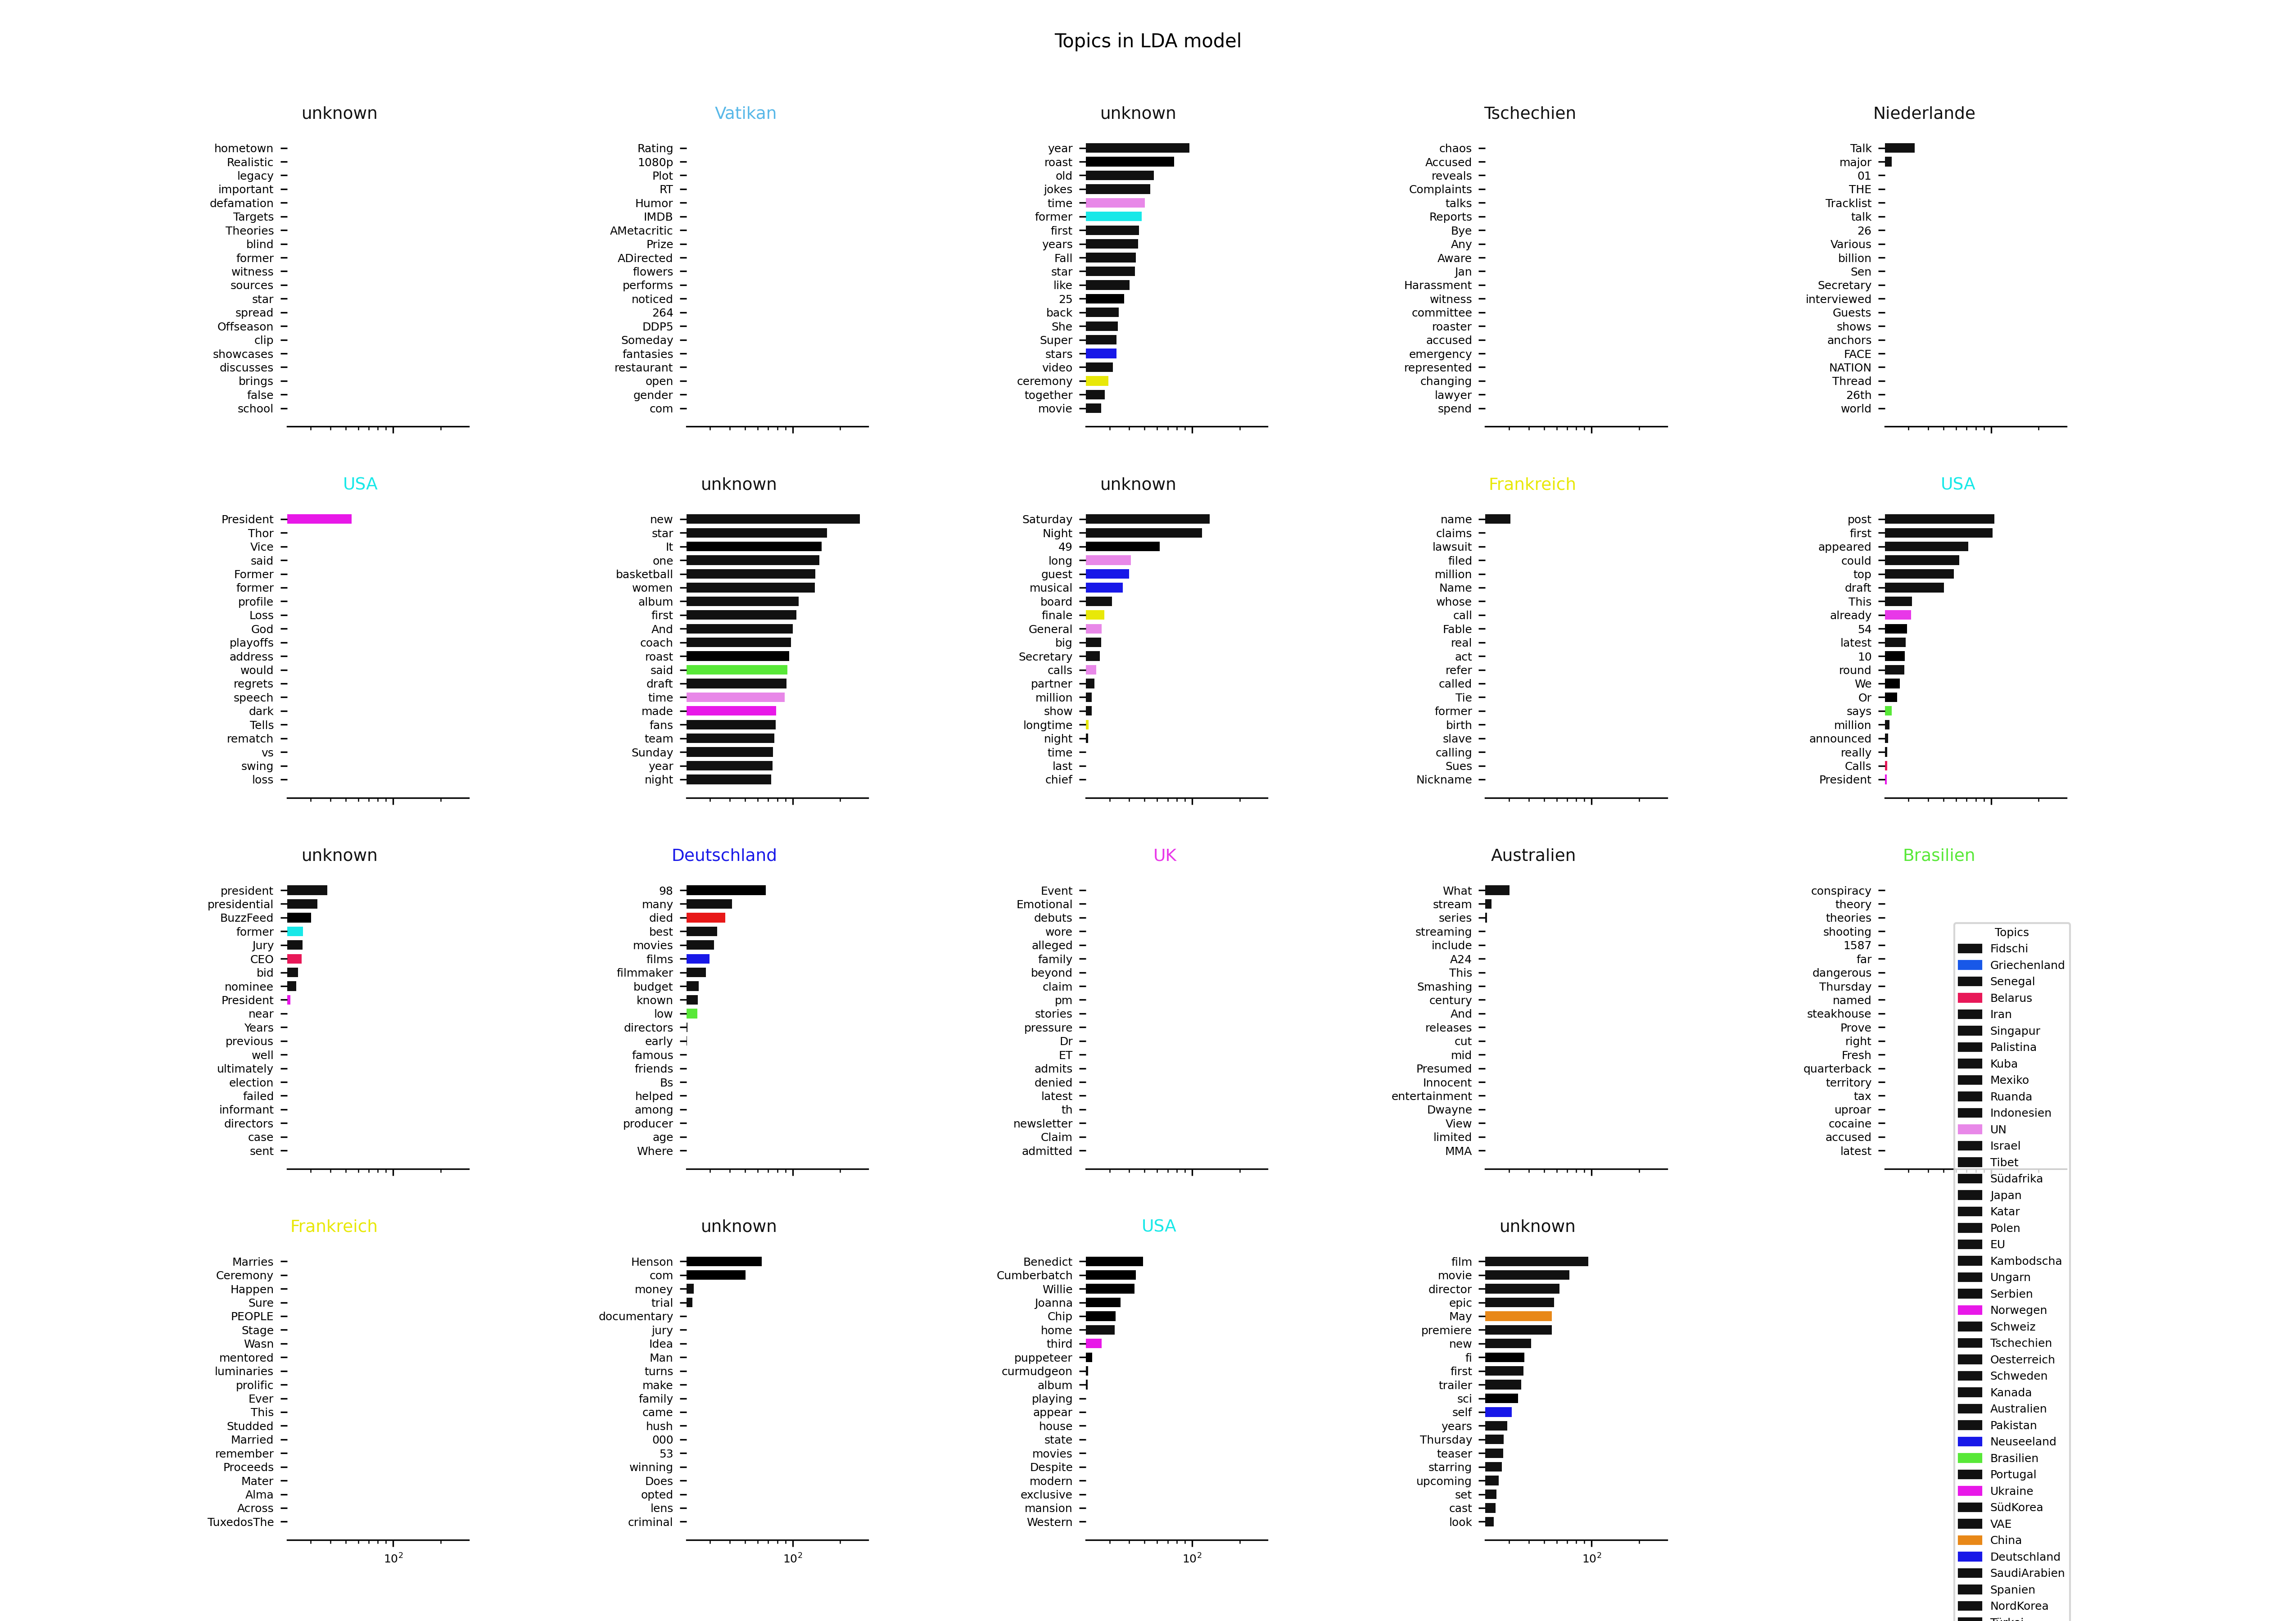 Topics in LDA model
unknown
hometown
Realistic
legacy
important
defamation
Targets
Theories
blind
former
witness
sources
star
spread
Offseason
clip
showcases
discusses
brings
false
school
Vatikan
Rating
1080p
Plot
RT
Humor
IMDB
AMetacritic
Prize
ADirected
flowers
performs
noticed
264
DDP5
Someday
fantasies
restaurant
open
gender
com
unknown
year
roast
old
jokes
time
former
first
years
Fall
star
like
25
back
She
Super
stars
video
ceremony
together
movie
Tschechien
chaos
Accused
reveals
Complaints
talks
Reports
Bye
Any
Aware
Jan
Harassment
witness
committee
roaster
accused
emergency
represented
changing
lawyer
spend
Niederlande
Talk
major
01
THE
Tracklist
talk
26
Various
billion
Sen
Secretary
interviewed
Guests
shows
anchors
FACE
NATION
Thread
26th
world
USA
President
Thor
Vice
said
Former
former
profile
Loss
God
playoffs
address
would
regrets
speech
dark
Tells
rematch
vs
swing
loss
unknown
new
star
It
one
basketball
women
album
first
And
coach
roast
said
draft
time
made
fans
team
Sunday
year
night
unknown
Saturday
Night
49
long
guest
musical
board
finale
General
big
Secretary
calls
partner
million
show
longtime
night
time
last
chief
Frankreich
name
claims
lawsuit
filed
million
Name
whose
call
Fable
real
act
refer
called
Tie
former
birth
slave
calling
Sues
Nickname
USA
post
first
appeared
could
top
draft
This
already
54
latest
10
round
We
Or
says
million
announced
really
Calls
President
unknown
president
presidential
BuzzFeed
former
Jury
CEO
bid
nominee
President
near
Years
previous
well
ultimately
election
failed
informant
directors
case
sent
Deutschland
98
many
died
best
movies
films
filmmaker
budget
known
low
directors
early
famous
friends
Bs
helped
among
producer
age
Where
UK
Event
Emotional
debuts
wore
alleged
family
beyond
claim
pm
stories
pressure
Dr
ET
admits
denied
latest
th
newsletter
Claim
admitted
Australien
What
stream
series
streaming
include
A24
This
Smashing
century
And
releases
cut
mid
Presumed
Innocent
entertainment
Dwayne
View
limited
MMA
Brasilien
conspiracy
theory
theories
shooting
1587
far
dangerous
Thursday
named
steakhouse
Prove
right
Fresh
quarterback
territory
tax
uproar
cocaine
accused
latest
Frankreich
Marries
Ceremony
Happen
Sure
PEOPLE
Stage
Wasn
mentored
luminaries
prolific
Ever
This
Studded
Married
remember
Proceeds
Mater
Alma
Across
TuxedosThe
10²
unknown
Henson
com
money
trial
documentary
jury
Idea
Man
turns
make
family
came
hush
000
53
winning
Does
opted
lens
criminal
10²
USA
Benedict
Cumberbatch
Willie
Joanna
Chip
home
third
puppeteer
curmudgeon
album
playing
appear
house
state
movies
Despite
modern
exclusive
mansion
Western
10²
unknown
film
movie
director
epic
May
premiere
new
fi
first
trailer
sci
self
years
Thursday
teaser
starring
upcoming
set
cast
look
10²
Topics
Fidschi
Griechenland
Senegal
Belarus
Iran
Singapur
Palistina
Kuba
Mexiko
Ruanda
Indonesien
UN
Israel
Tibet
Südafrika
Japan
Katar
Polen
EU
Kambodscha
Ungarn
Serbien
Norwegen
Schweiz
Tschechien
Oesterreich
Schweden
Kanada
Australien
Pakistan
Neuseeland
Brasilien
Portugal
Ukraine
SüdKorea
VAE
China
Deutschland
SaudiArabien
Spanien
NordKorea